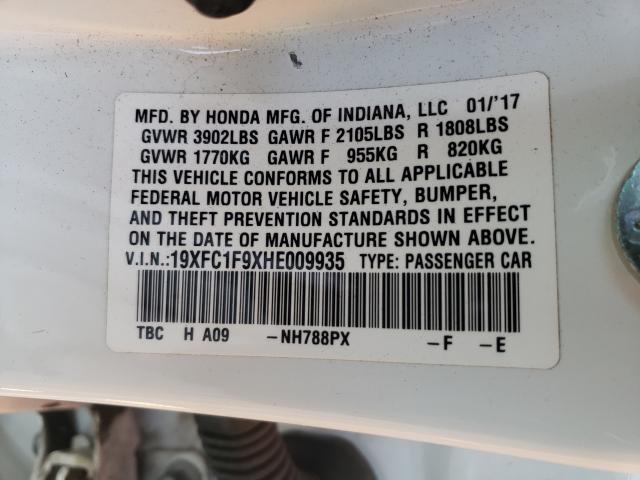 MFD. BY HONDA MFG. OF INDIANA, LLC 01/'17
GVWR 3902LBS GAWR F 2105LBS R 1808LBS
GVWR 1770KG GAWR F 955KG R 820KG
THIS VEHICLE CONFORMS TO ALL APPLICABLE
FEDERAL MOTOR VEHICLE SAFETY, BUMPER,
AND THEFT PREVENTION STANDARDS IN EFFECT
ON THE DATE OF MANUFACTURE SHOWN ABOVE.
V.I.N.:19XFC1F9XHE009935 TYPE: PASSENGER CAR
TBC H A09 -NH788PX -F -E